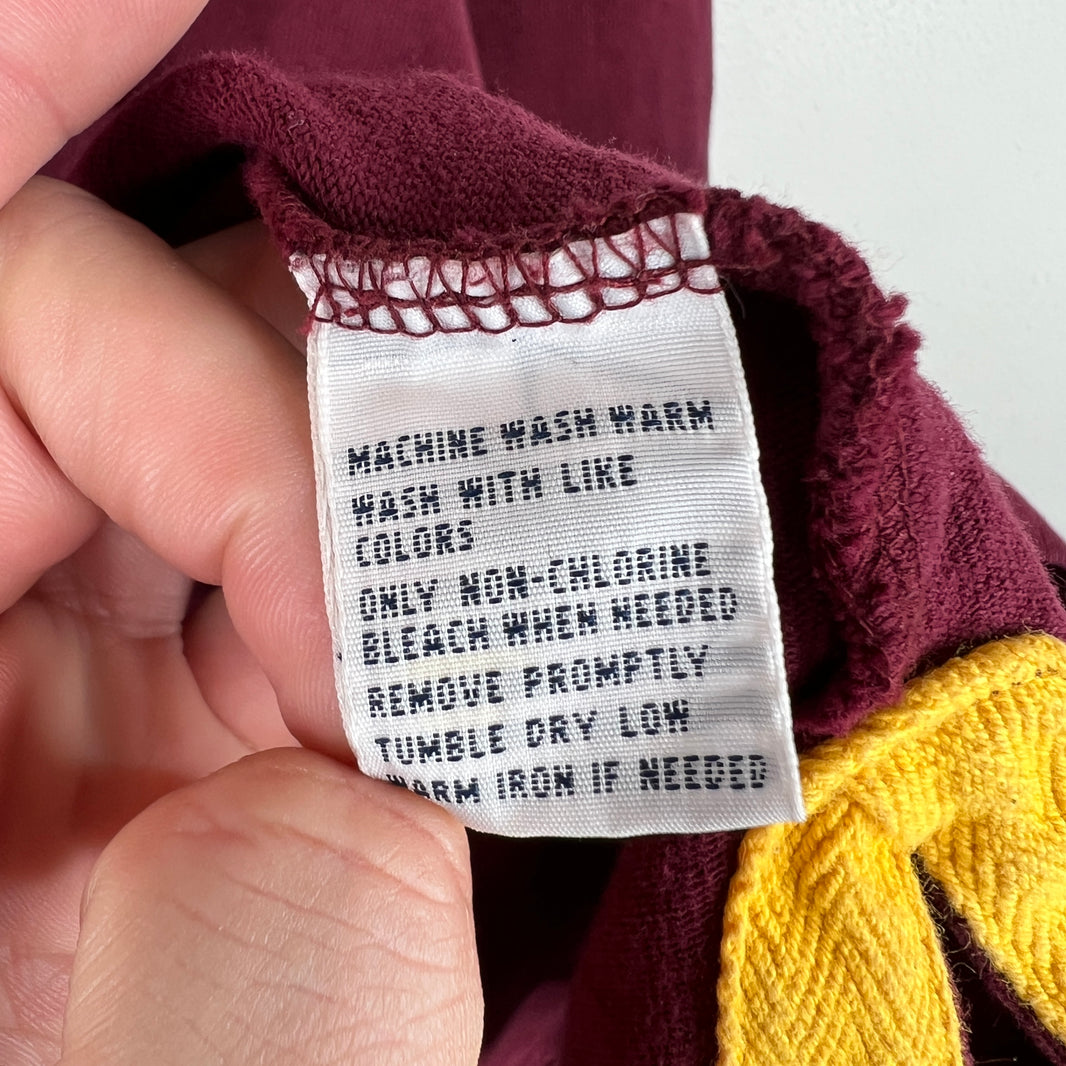 MACHINE WASH WARM
WASH WITH LIKE
COLORS
ONLY NON-CHLORINE
BLEACH WHEN NEEDED
REMOVE PROMPTLY
TUMBLE DRY LOW
WARM IRON IF NEEDED